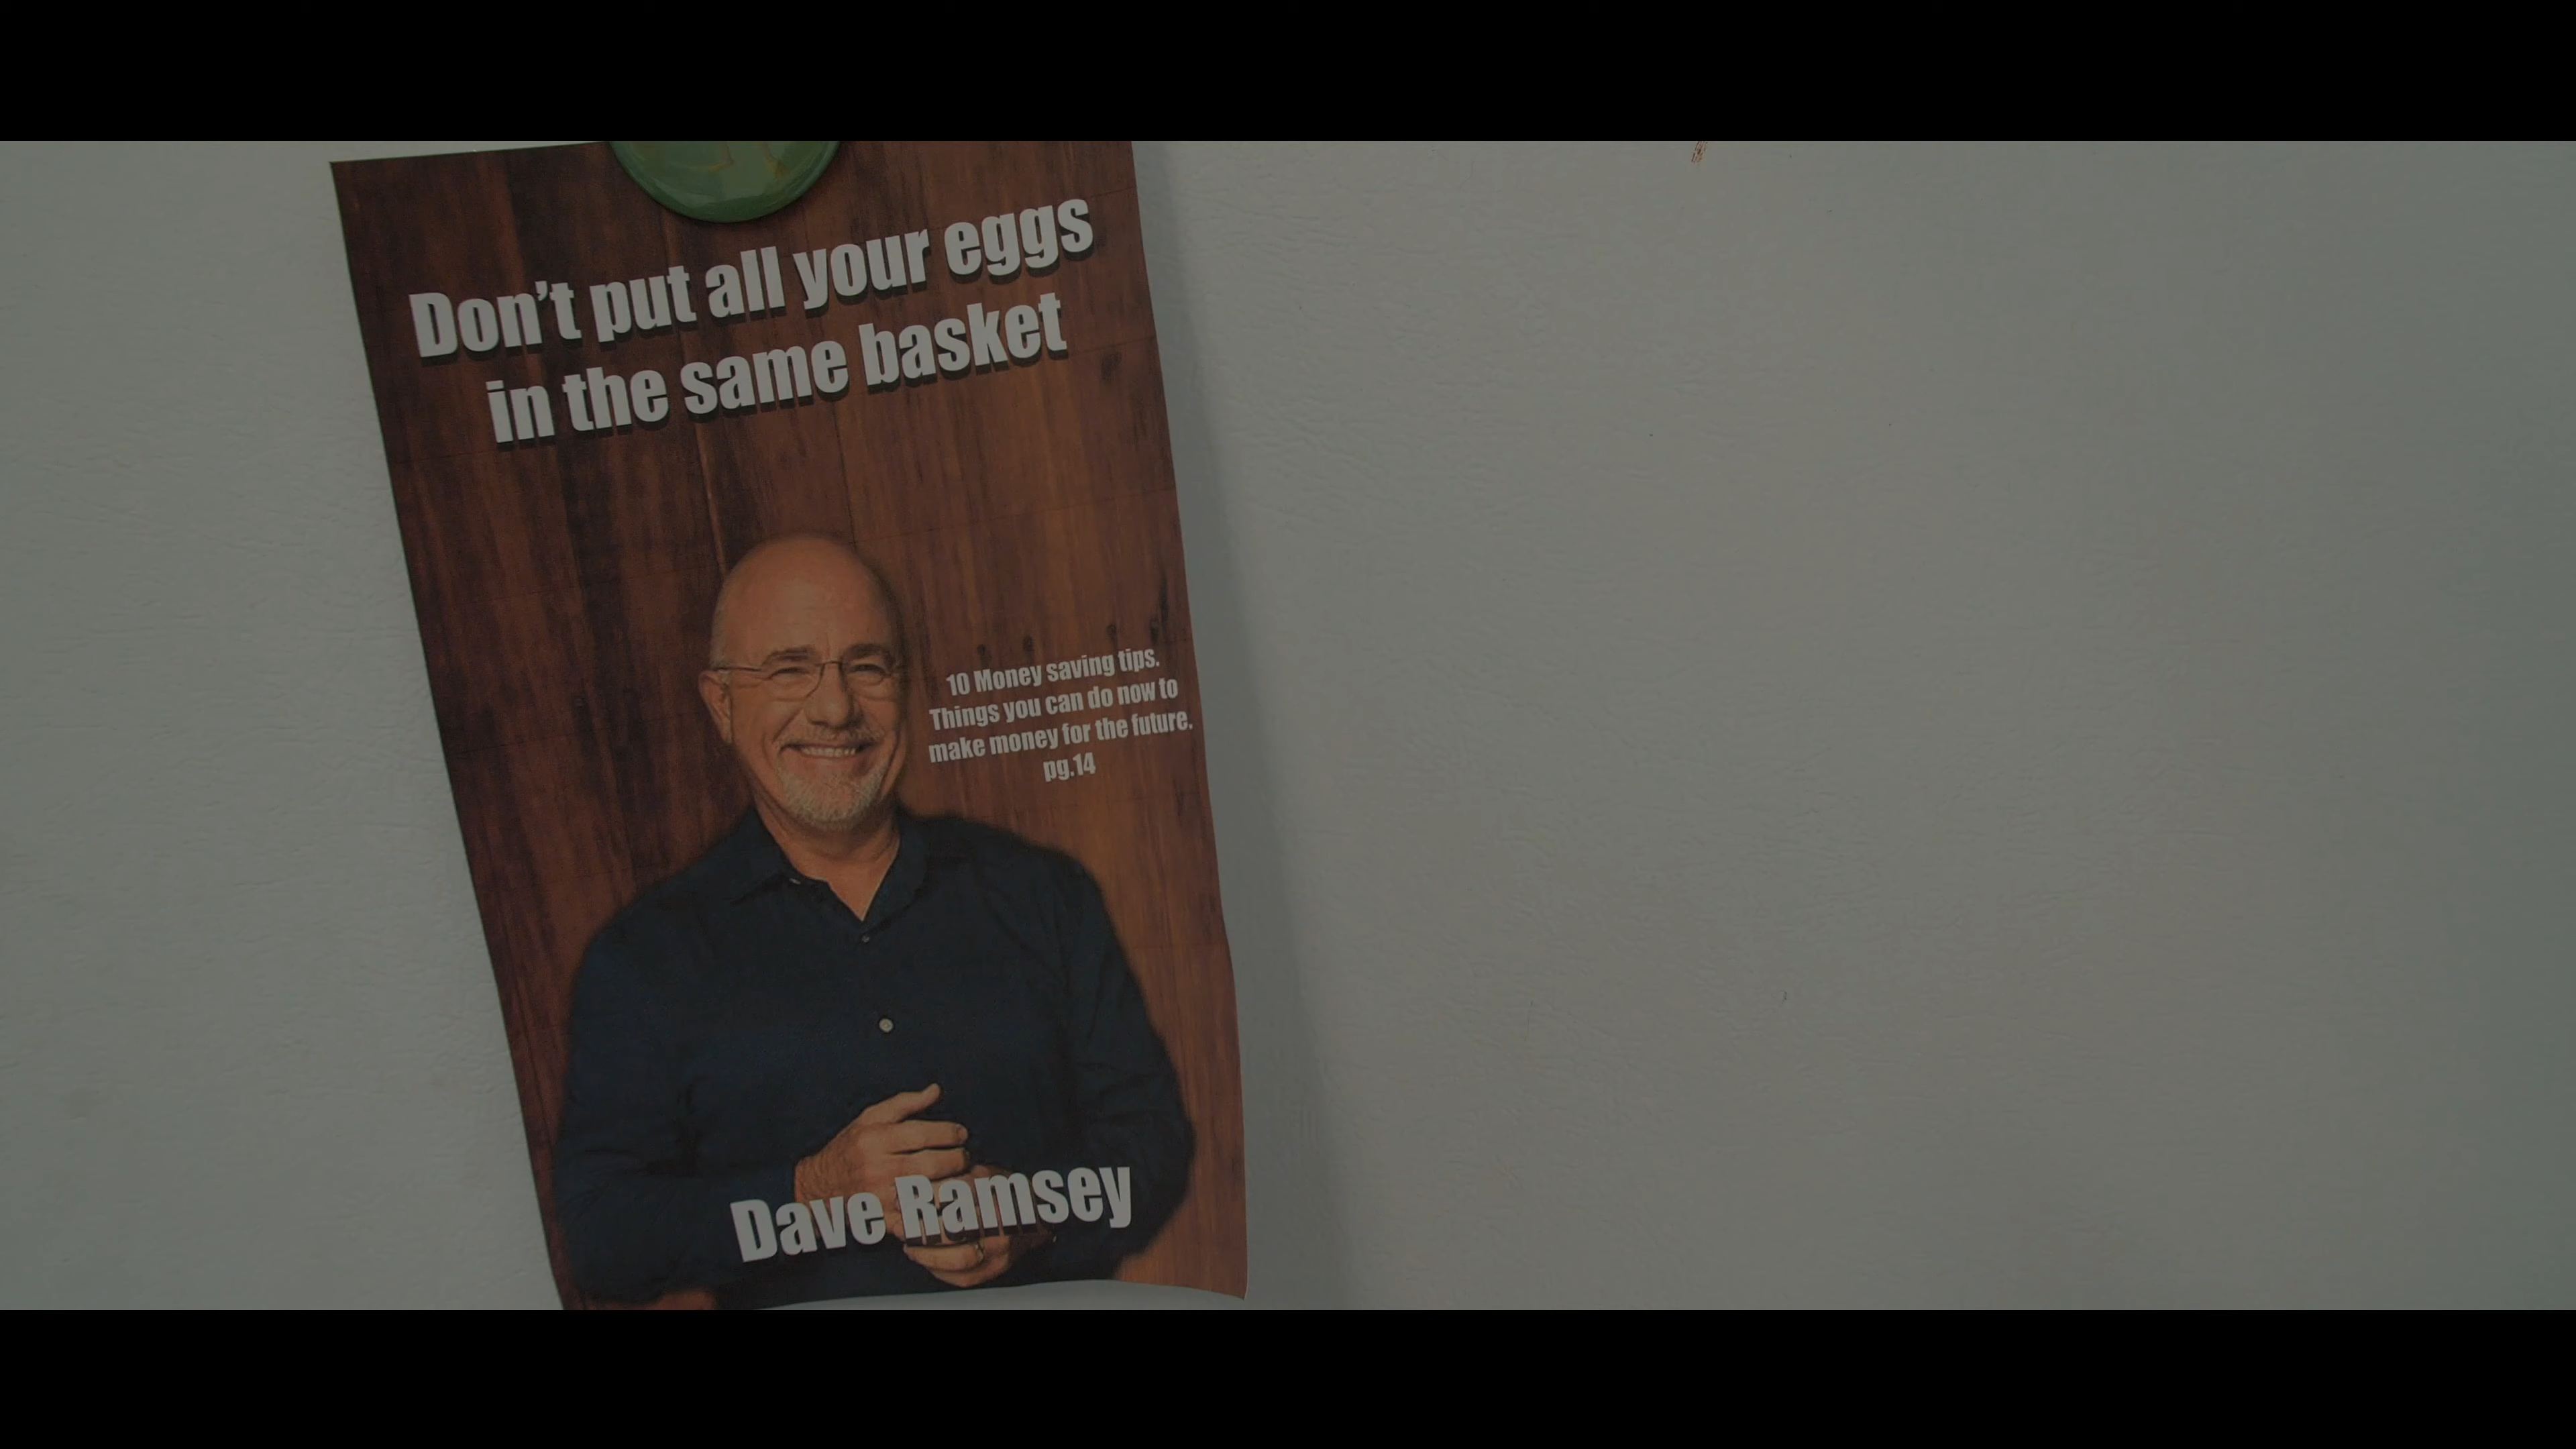 Don't put all your eggs
in the same basket
10 Money saving tips.
Things you can do now to
make money for the future.
pg.14
Dave Ramsey